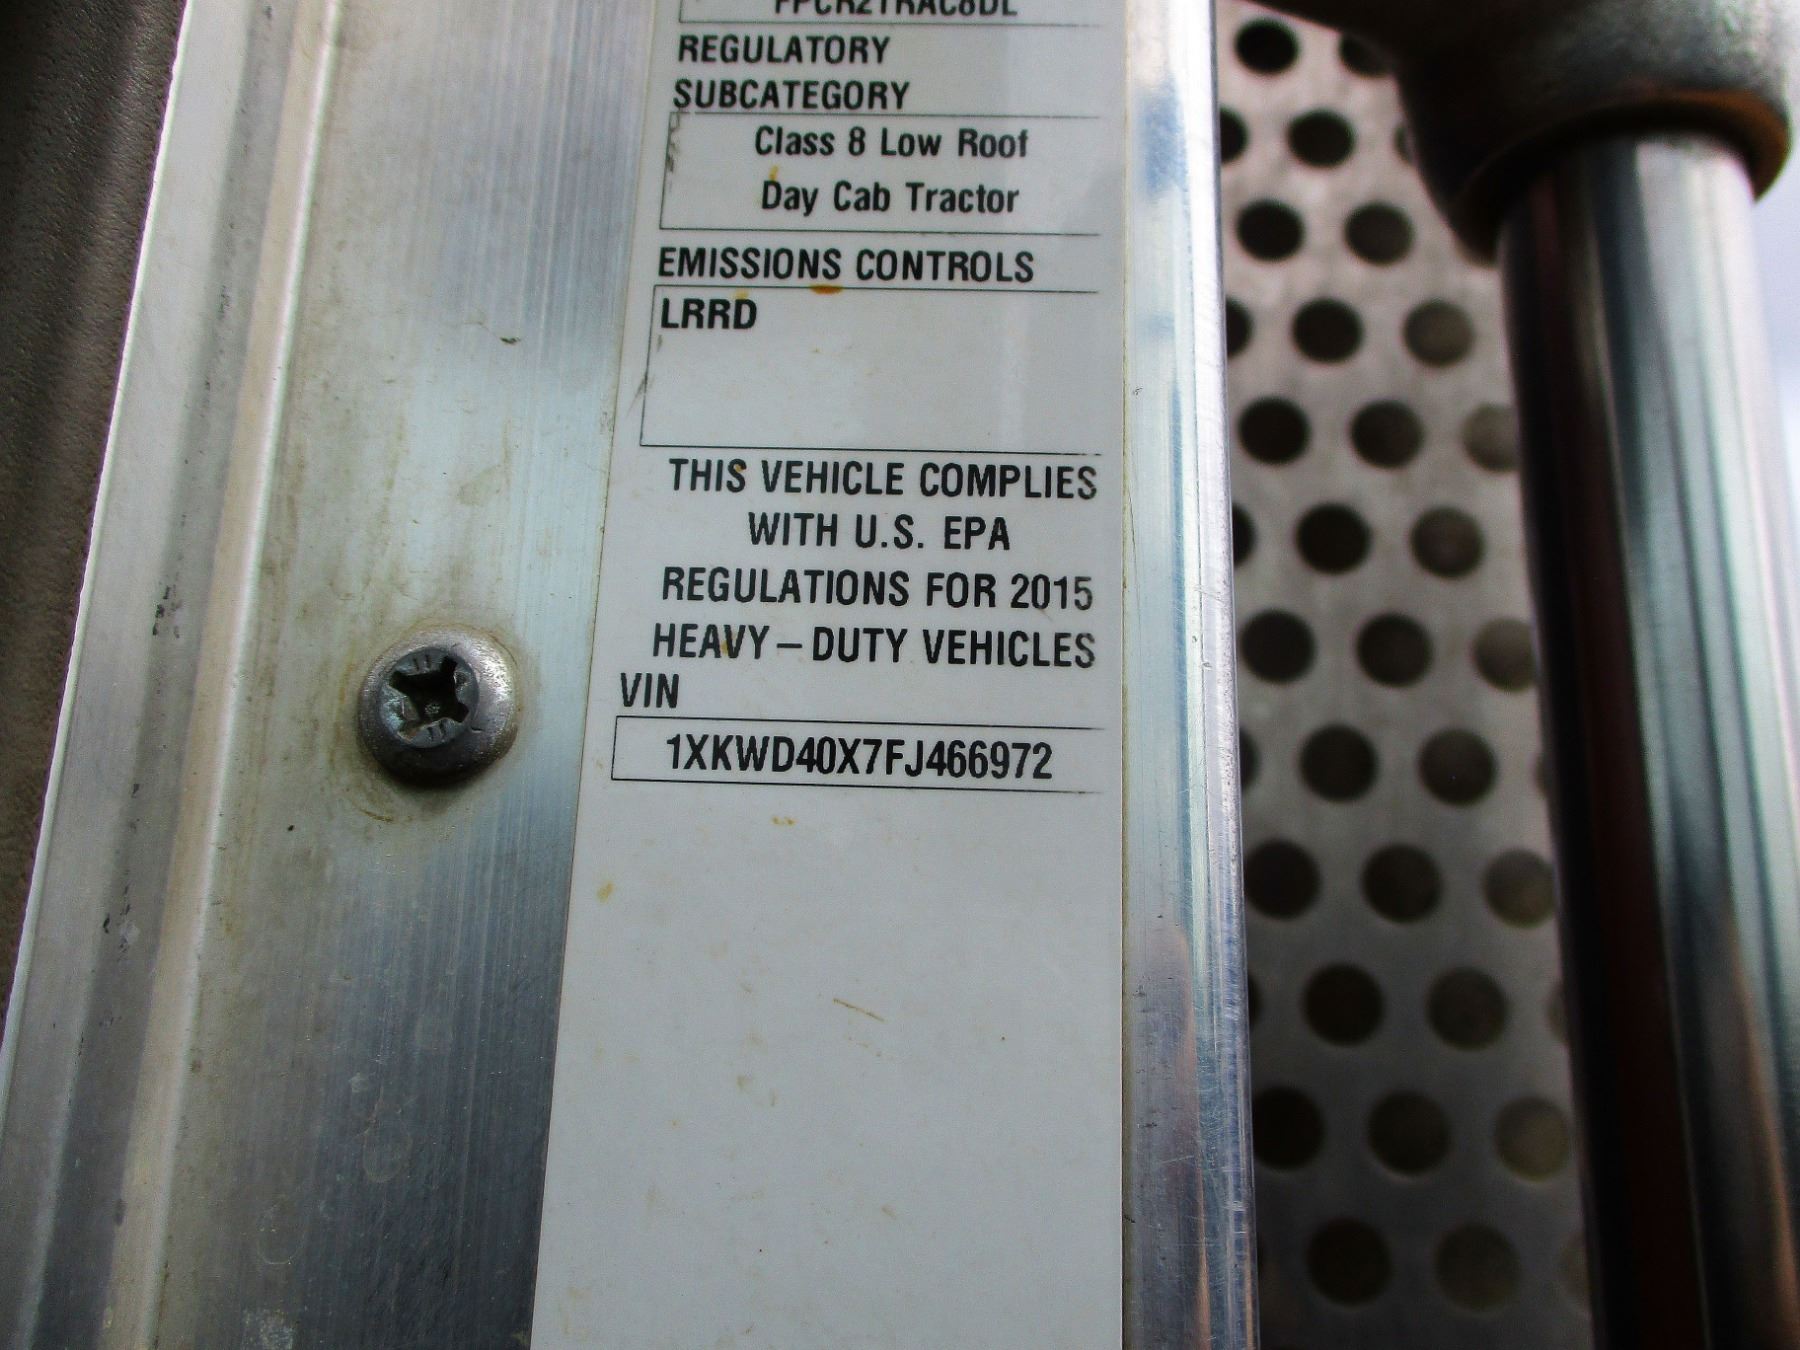 FPCR2TRAC8DL
REGULATORY
SUBCATEGORY
Class 8 Low Roof
Day Cab Tractor
EMISSIONS CONTROLS
LRRD
THIS VEHICLE COMPLIES
WITH U.S. EPA
REGULATIONS FOR 2015
HEAVY – DUTY VEHICLES
VIN
1XKWD40X7FJ466972